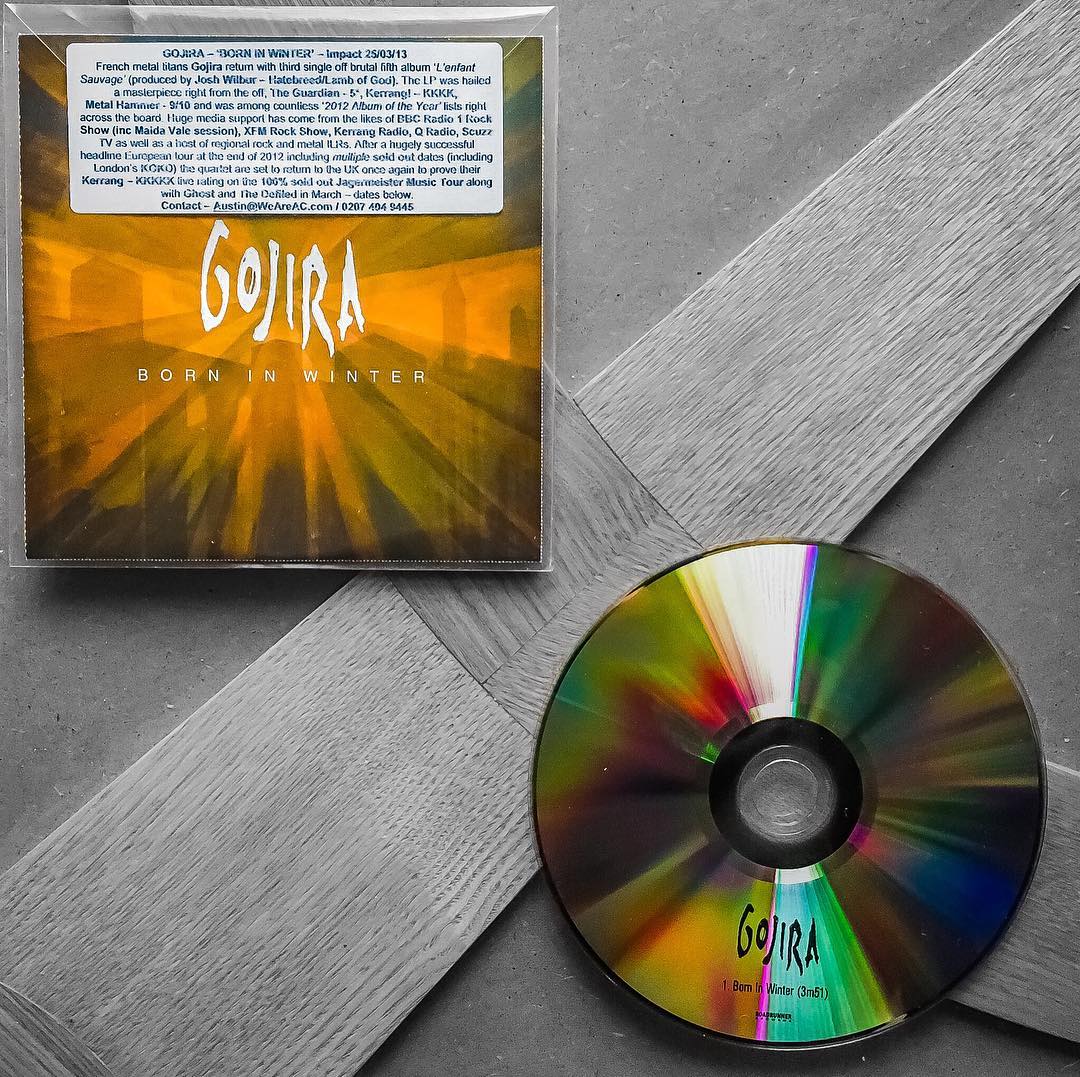 GOJIRA – ‘BORN IN WINTER’ – Impact 25/03/13
French metal titans Gojira return with third single off brutal fifth album ‘L’enfant
Sauvage’ (produced by Josh Wilbur – Hatebreed/Lamb of God). The LP was hailed
a masterpiece right from the off, The Guardian - 5*, Kerrang! – KKKK,
Metal Hammer - 9/10 and was among countless ‘2012 Album of the Year’ lists right
across the board. Huge media support has come from the likes of BBC Radio 1 Rock
Show (inc Maida Vale session), XFM Rock Show, Kerrang Radio, Q Radio, Scuzz
TV as well as a host of regional rock and metal ILRs. After a hugely successful
headline European tour at the end of 2012 including multiple sold out dates (including
London’s KOKO) the quartet are set to return to the UK once again to prove their
Kerrang – KKKKK live rating on the 100% sold out Jagermeister Music Tour along
with Ghost and The Defiled in March – dates below.
Contact – Austin@WeAreAC.com / 0207 404 9445
GOJIRA
BORN IN WINTER
GOJIRA
1. Born In Winter (3m51)
ROADRUNNER
RECORDS